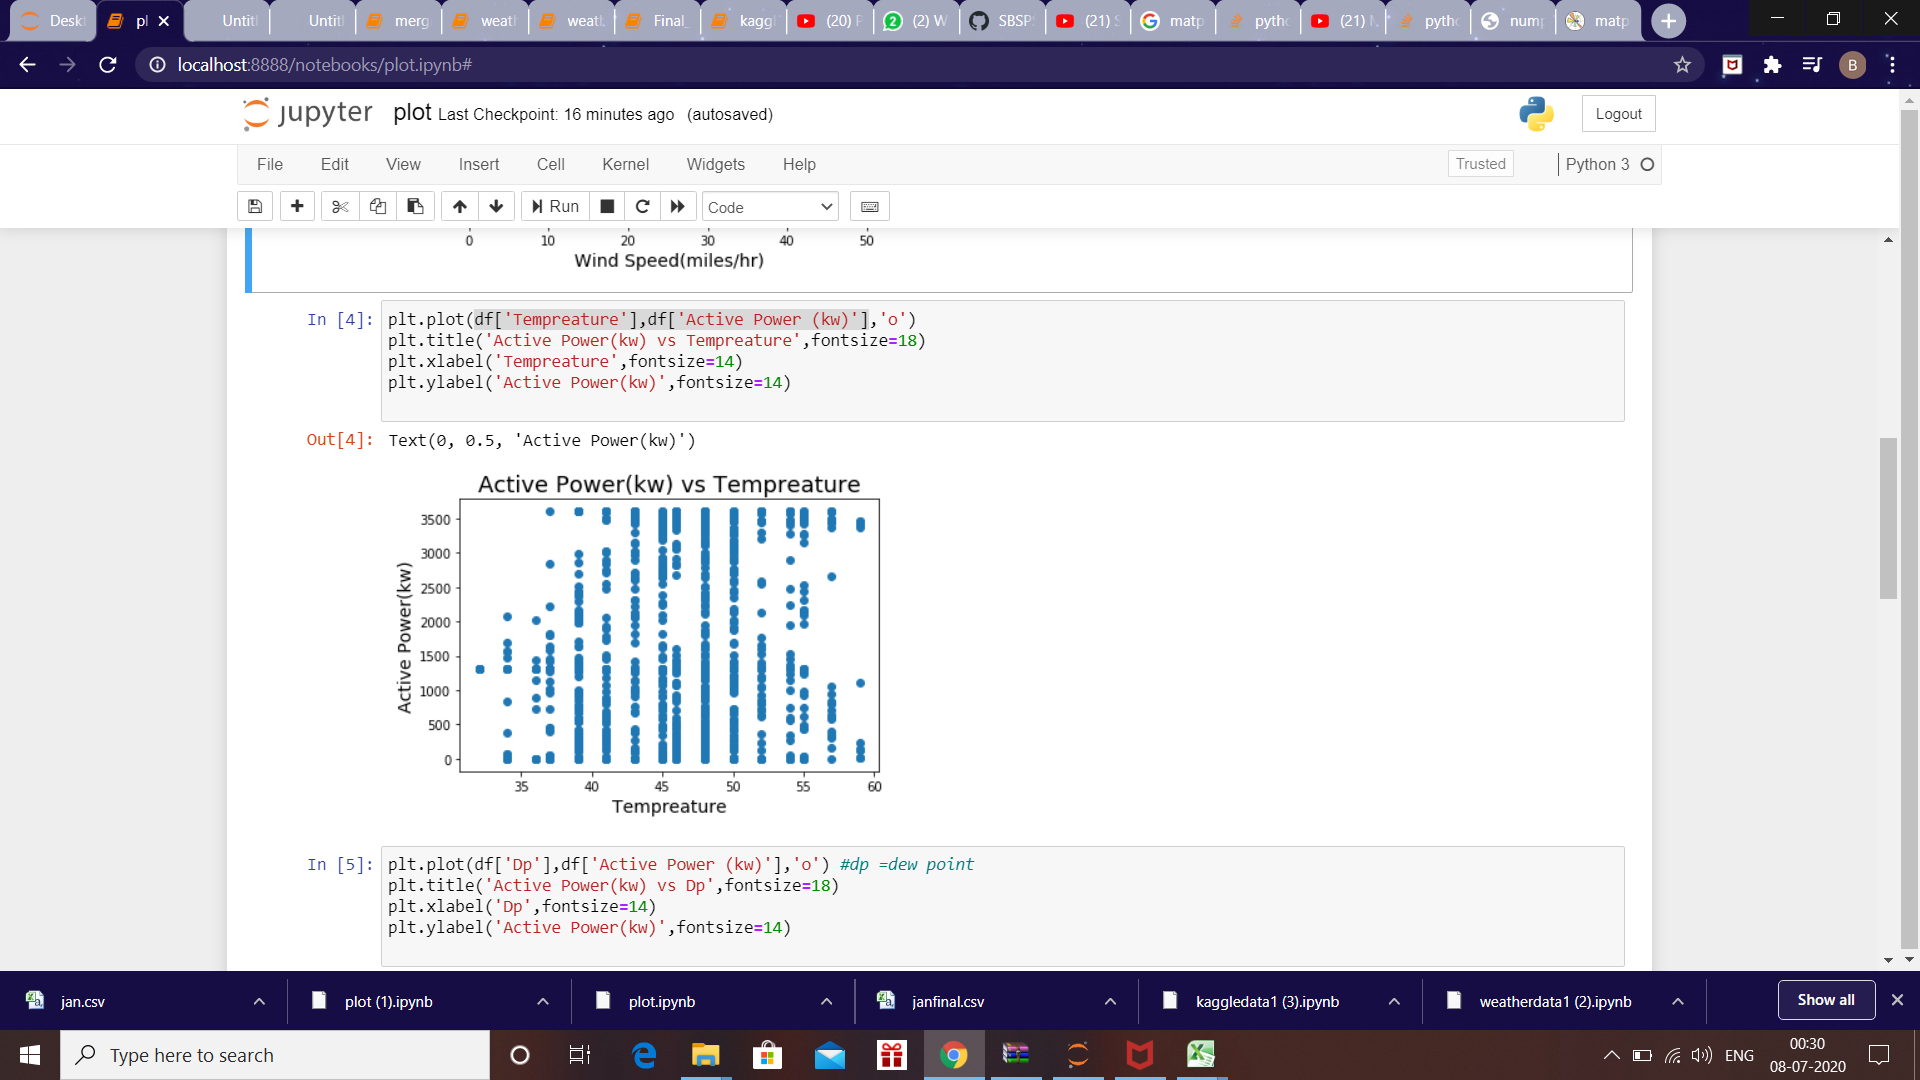 Deskt
pl
Untitl
Untitl
merg
weath
weath
Final_
kaggl
(20) F
(2) W
SBSP
(21) S
matp
pytho
(21) N
pytho
nump
matp
localhost:8888/notebooks/plot.ipynb#
B
jupyter plot Last Checkpoint: 16 minutes ago (autosaved)
Logout
File Edit View Insert Cell Kernel Widgets Help
Trusted
Python 3
Run
Code
0 10 20 30 40 50
Wind Speed(miles/hr)
In [4]: plt.plot(df['Tempreature'],df['Active Power (kw)'],'o')
plt.title('Active Power(kw) vs Tempreature',fontsize=18)
plt.xlabel('Tempreature',fontsize=14)
plt.ylabel('Active Power(kw)',fontsize=14)
Out[4]: Text(0, 0.5, 'Active Power(kw)')
Active Power(kw) vs Tempreature
Active Power(kw)
3500
3000
2500
2000
1500
1000
500
0
35 40 45 50 55 60
Tempreature
In [5]: plt.plot(df['Dp'],df['Active Power (kw)'],'o') #dp =dew point
plt.title('Active Power(kw) vs Dp',fontsize=18)
plt.xlabel('Dp',fontsize=14)
plt.ylabel('Active Power(kw)',fontsize=14)
jan.csv
plot (1).ipynb
plot.ipynb
janfinal.csv
kaggledata1 (3).ipynb
weatherdata1 (2).ipynb
Show all
Type here to search
ENG
00:30
08-07-2020